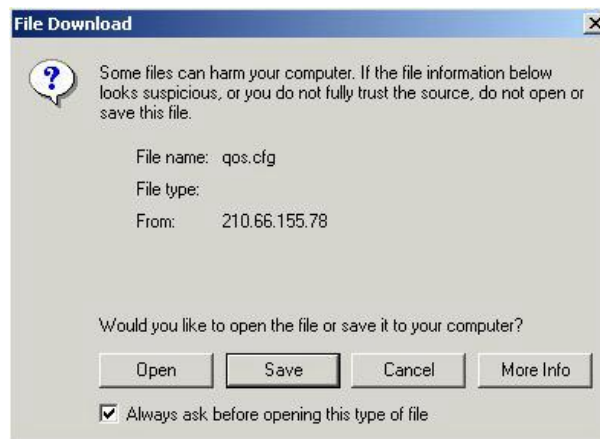 File Download
Some files can harm your computer. If the file information below
looks suspicious, or you do not fully trust the source, do not open or
save this file.
File name: qos.cfg
File type:
From: 210.66.155.78
Would you like to open the file or save it to your computer?
Open Save Cancel More Info
Always ask before opening this type of file